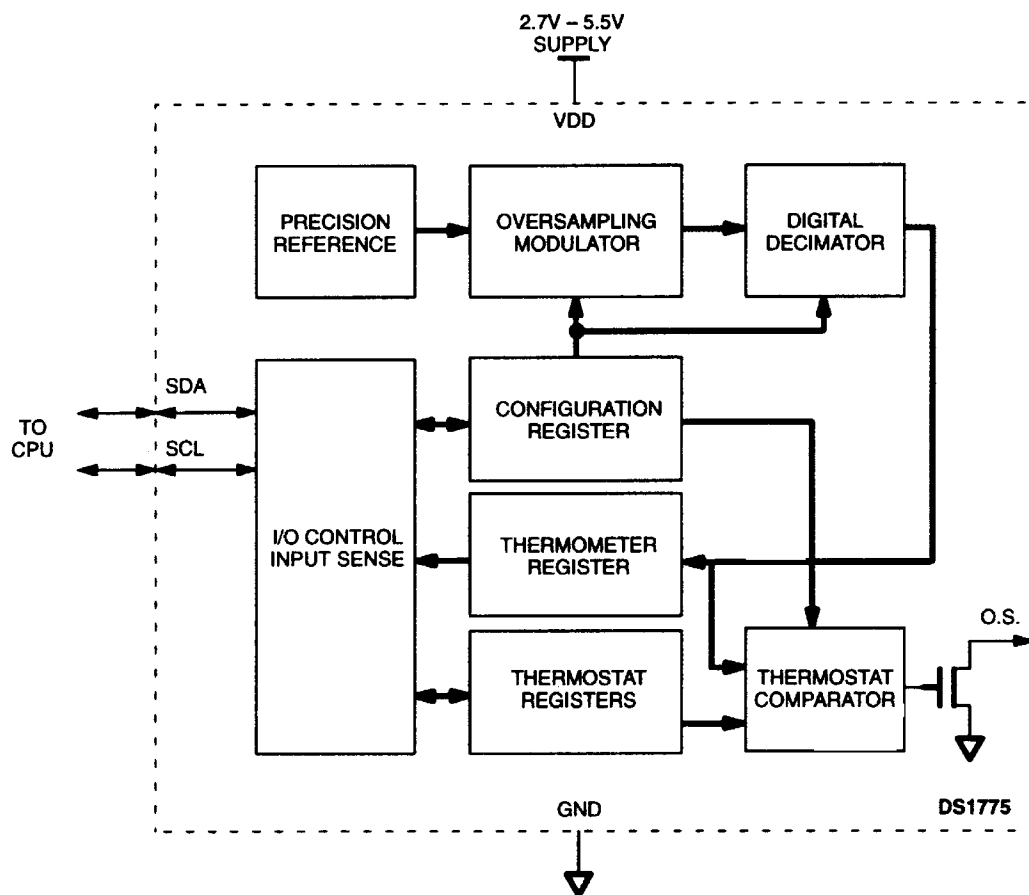 2.7V – 5.5V
SUPPLY
VDD
PRECISION
REFERENCE
OVERSAMPLING
MODULATOR
DIGITAL
DECIMATOR
SDA
TO
CPU
SCL
CONFIGURATION
REGISTER
I/O CONTROL
INPUT SENSE
THERMOMETER
REGISTER
O.S.
THERMOSTAT
REGISTERS
THERMOSTAT
COMPARATOR
GND
DS1775